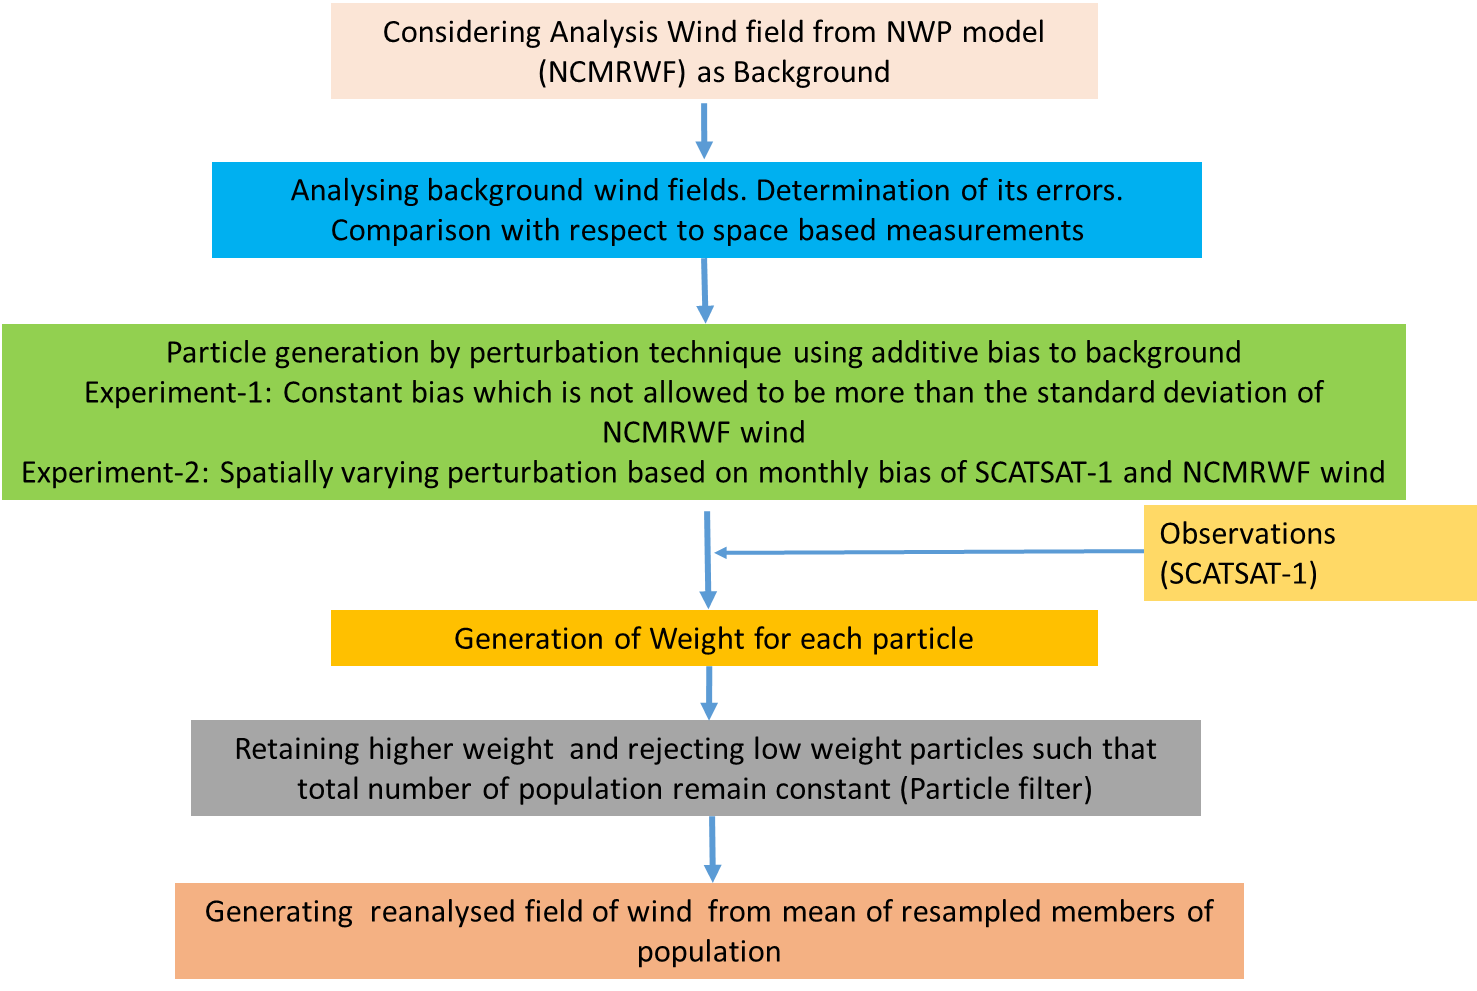 Considering Analysis Wind field from NWP model
(NCMRWF) as Background
Analysing background wind fields. Determination of its errors.
Comparison with respect to space based measurements
Particle generation by perturbation technique using additive bias to background
Experiment-1: Constant bias which is not allowed to be more than the standard deviation of
NCMRWF wind
Experiment-2: Spatially varying perturbation based on monthly bias of SCATSAT-1 and NCMRWF wind
Observations
(SCATSAT-1)
Generation of Weight for each particle
Retaining higher weight  and rejecting low weight particles such that
total number of population remain constant (Particle filter)
Generating  reanalysed field of wind  from mean of resampled members of
population